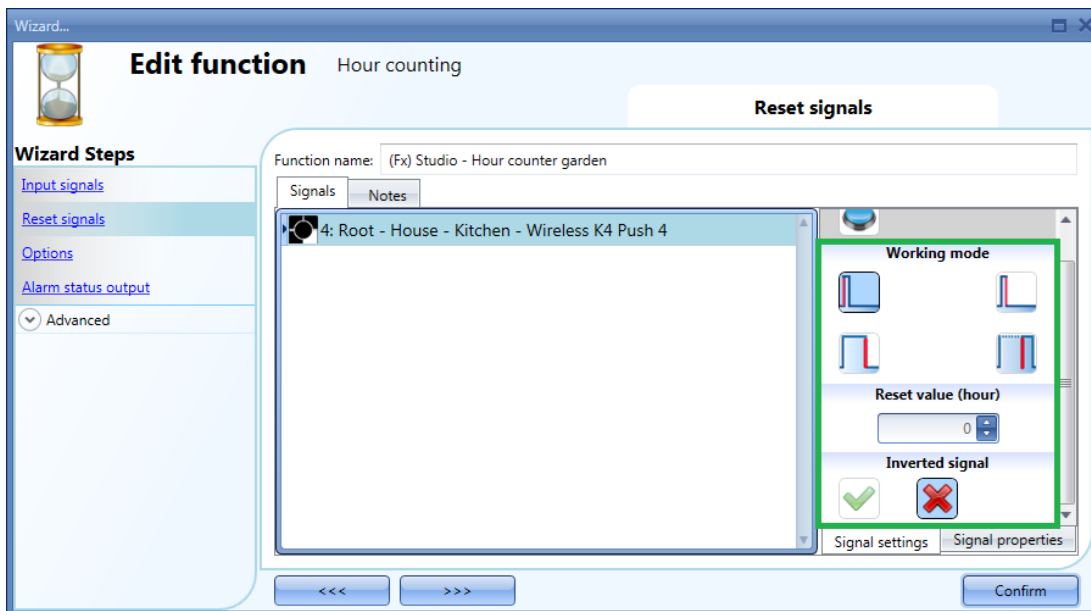 Wizard...
Edit function Hour counting
Reset signals
Wizard Steps
Input signals
Reset signals
Options
Alarm status output
Advanced
Function name: (Fx) Studio - Hour counter garden
Signals Notes
4: Root - House - Kitchen - Wireless K4 Push 4
Working mode
Reset value (hour)
0
Inverted signal
Signal settings Signal properties
<<< >>> Confirm